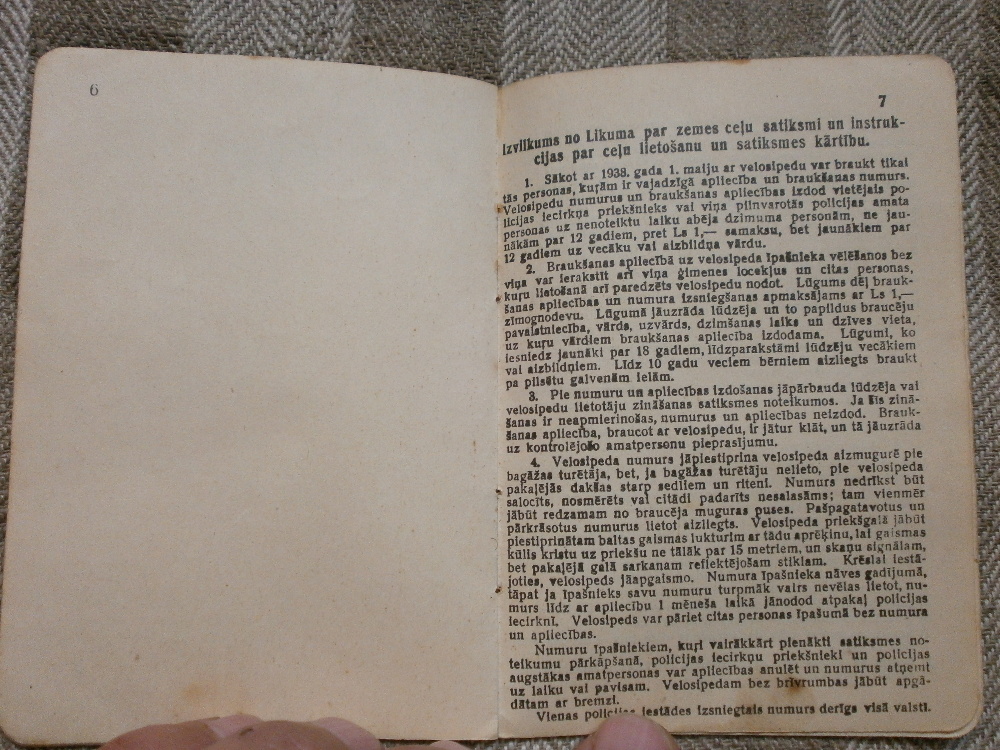 6
7
Izvilkums no Likuma par zemes ceļu satiksmi un instruk-
cijas par ceļu lietošanu un satiksmes kārtību.
1. Sākot ar 1938. gada 1. maiju ar velosipedu var braukt tikai
tās personas, kuŗām ir vajadzīgā apliecība un braukšanas numurs.
Velosipedu numurus un braukšanas apliecības izdod vietējais po-
licijas iecirkņa priekšnieks vai viņa pilnvarotās policijas amata
personas uz nenoteiktu laiku abēja dzimuma personām, ne jau-
nākām par 12 gadiem, pret Ls 1,— samaksu, bet jaunākiem par
12 gadiem uz vecāku vai aizbildņa vārdu.
2. Braukšanas apliecībā uz velosipeda īpašnieka vēlēšanos bez
viņa var ierakstīt arī viņa ģimenes locekļus un citas personas,
kuŗu lietošanā arī paredzēts velosipedu nodot. Lūgums dēļ brauk-
šanas apliecības un numura izsniegšanas apmaksājams ar Ls 1,—
zīmognodevu. Lūgumā jāuzrāda lūdzēja un to papildus braucēju
pavalstniecība, vārds, uzvārds, dzimšanas laiks un dzīves vieta,
uz kuŗu vārdiem braukšanas apliecība izdodama. Lūgumi, ko
iesniedz jaunāki par 18 gadiem, līdzparakstāmi lūdzēju vecākiem
vai aizbildņiem. Līdz 10 gadu veciem bērniem aizliegts braukt
pa pilsētu galvenām ielām.
3. Pie numuru un apliecības izdošanas jāpārbauda lūdzēja vai
velosipedu lietotāju zināšanas satiksmes noteikumos. Ja šīs zinā-
šanas ir neapmierinošas, numurus un apliecības neizdod. Brauk-
šanas apliecība, braucot ar velosipedu, ir jātur klāt, un tā jāuzrāda
uz kontrolējošo amatpersonu pieprasījumu.
4. Velosipeda numurs jāpiestiprina velosipeda aizmugurē pie
bagāžas turētāja, bet, ja bagāžas turētāju nelieto, pie velosipeda
pakaļējās dakšas starp sedliem un riteni. Numurs nedrīkst būt
salocīts, nosmērēts vai citādi padarīts nesalasāms; tam vienmēr
jābūt redzamam no braucēja muguras puses. Pašpagatavotus un
pārkrāsotus numurus lietot aizliegts. Velosipeda priekšgalā jābūt
piestiprinātam baltas gaismas lukturim ar tādu aprēķinu, lai gaismas
kūlis kristu uz priekšu ne tālāk par 15 metriem, un skaņu signālam,
bet pakaļējā galā sarkanam reflektējošam stiklam. Krēslai iestā-
joties, velosipeds jāapgaismo. Numura īpašnieka nāves gadījumā,
tāpat ja īpašnieks savu numuru turpmāk vairs nevēlas lietot, nu-
murs līdz ar apliecību 1 mēneša laikā jānodod atpakaļ policijas
iecirknī. Velosipeds var pāriet citas personas īpašumā bez numura
un apliecības.
Numuru īpašniekiem, kuŗi vairākkārt pienākti satiksmes no-
teikumu pārkāpšanā, policijas iecirkņu priekšnieki un policijas
augstākas amatpersonas var apliecības anulēt un numurus atņemt
uz laiku vai pavisam. Velosipedam bez brīvrumbas jābūt apgā-
dātam ar bremzi.
Vienas policijas iestādes izsniegtais numurs derīgs visā valstī.